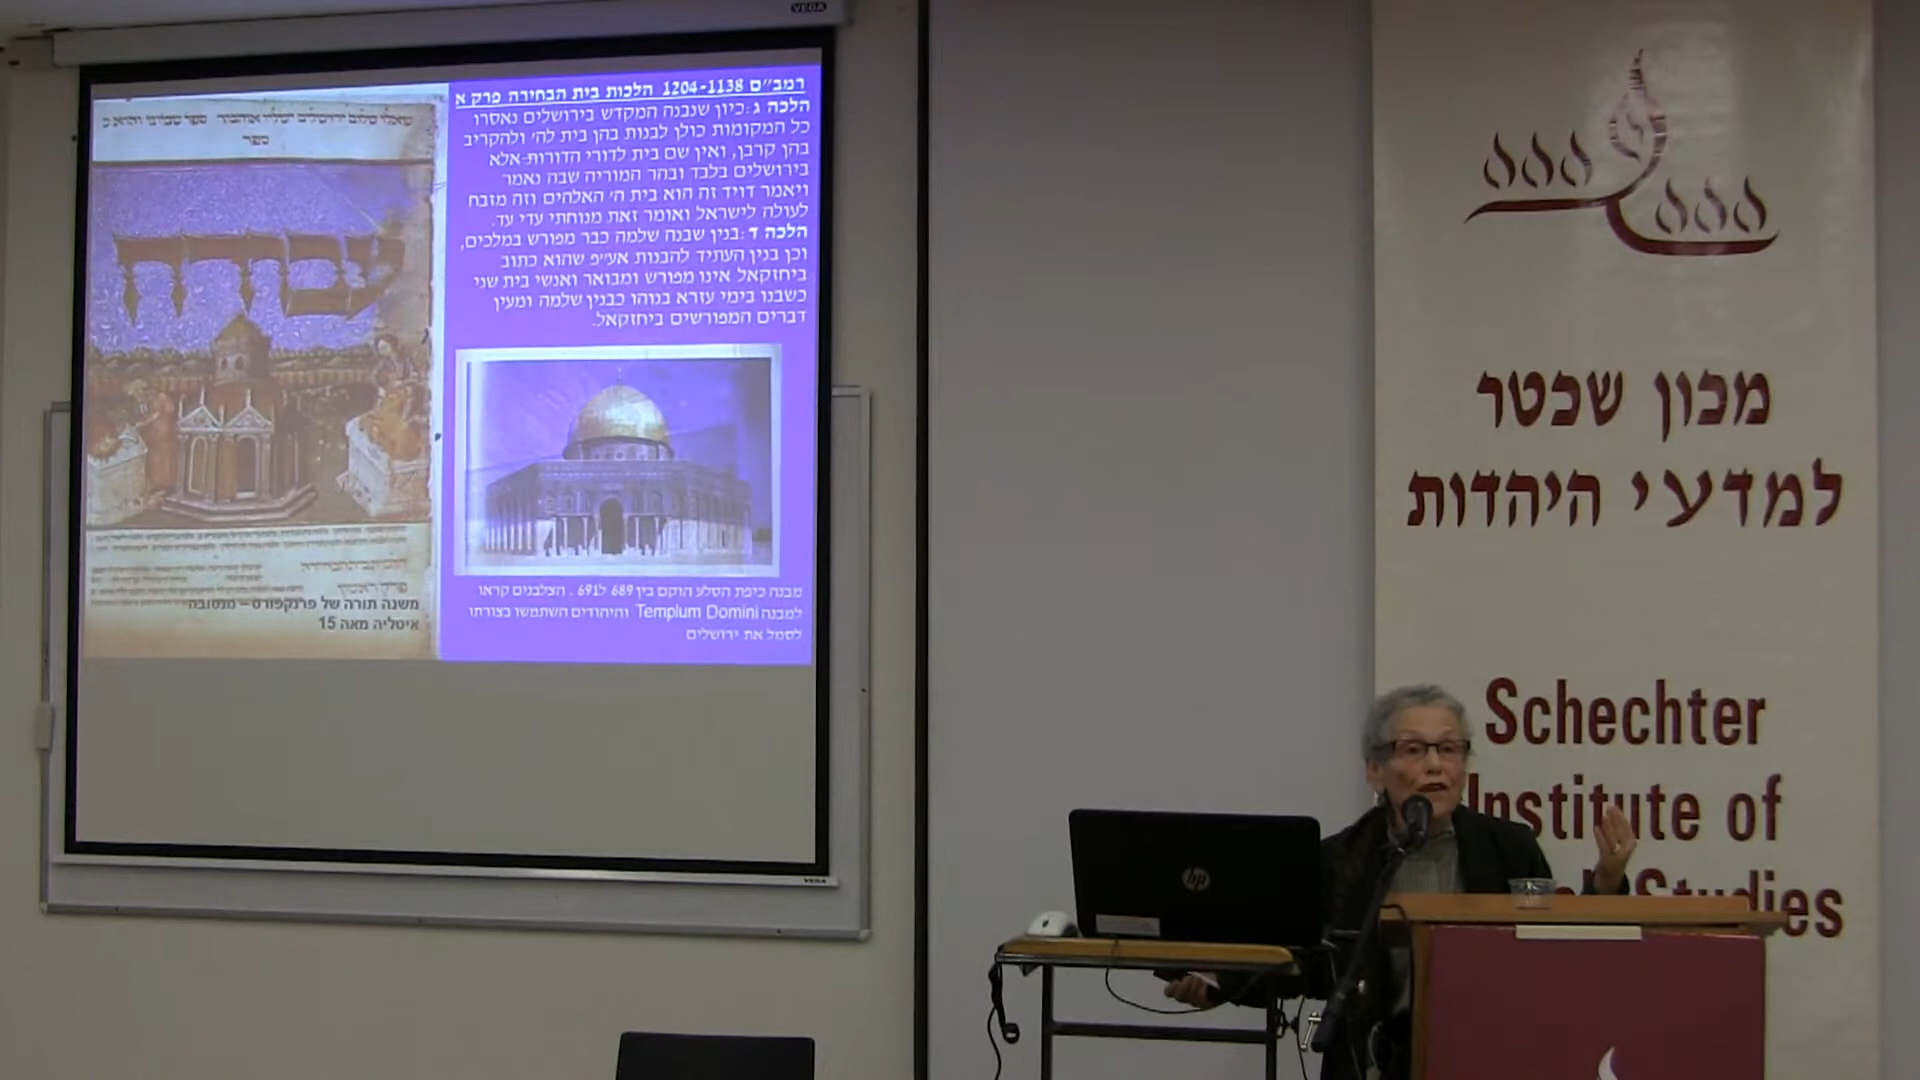 VEGA
רמב״ם 1138-1204 הלכות בית הבחירה פרק א
הלכה ג: כיון שנבנה המקדש בירושלים נאסרו
כל המקומות כולן לבנות בהן בית לה׳ ולהקריב
בהן קרבן, ואין שם בית לדורי הדורות אלא
בירושלים בלבד ובהר המוריה שבה נאמר
ויאמר דויד זה הוא בית ה׳ האלהים וזה מזבח
לעולה לישראל ואומר זאת מנוחתי עדי עד.
הלכה ד: בנין שבנה שלמה כבר מפורש במלכים,
וכן בנין העתיד להבנות אע״פ שהוא כתוב
ביחזקאל אינו מפורש ומבואר ואנשי בית שני
כשבנו בימי עזרא בנוהו כבנין שלמה ומעין
דברים המפורשים ביחזקאל.
מבנה כיפת הסלע הוקם בין 689 ל691. הצלבנים קראו
למבנה Templum Domini והיהודים השתמשו בצורתו
לסמל את ירושלים
ספר
משנה תורה של פרנקפורט – מנטובה
איטליה מאה 15
VEGA
מכון שכטר
למדעי היהדות
Schechter
Institute of
Studies
hp